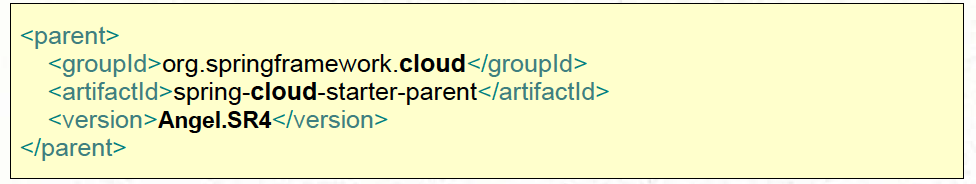 <parent>
<groupId>org.springframework.cloud</groupId>
<artifactId>spring-cloud-starter-parent</artifactId>
<version>Angel.SR4</version>
</parent>